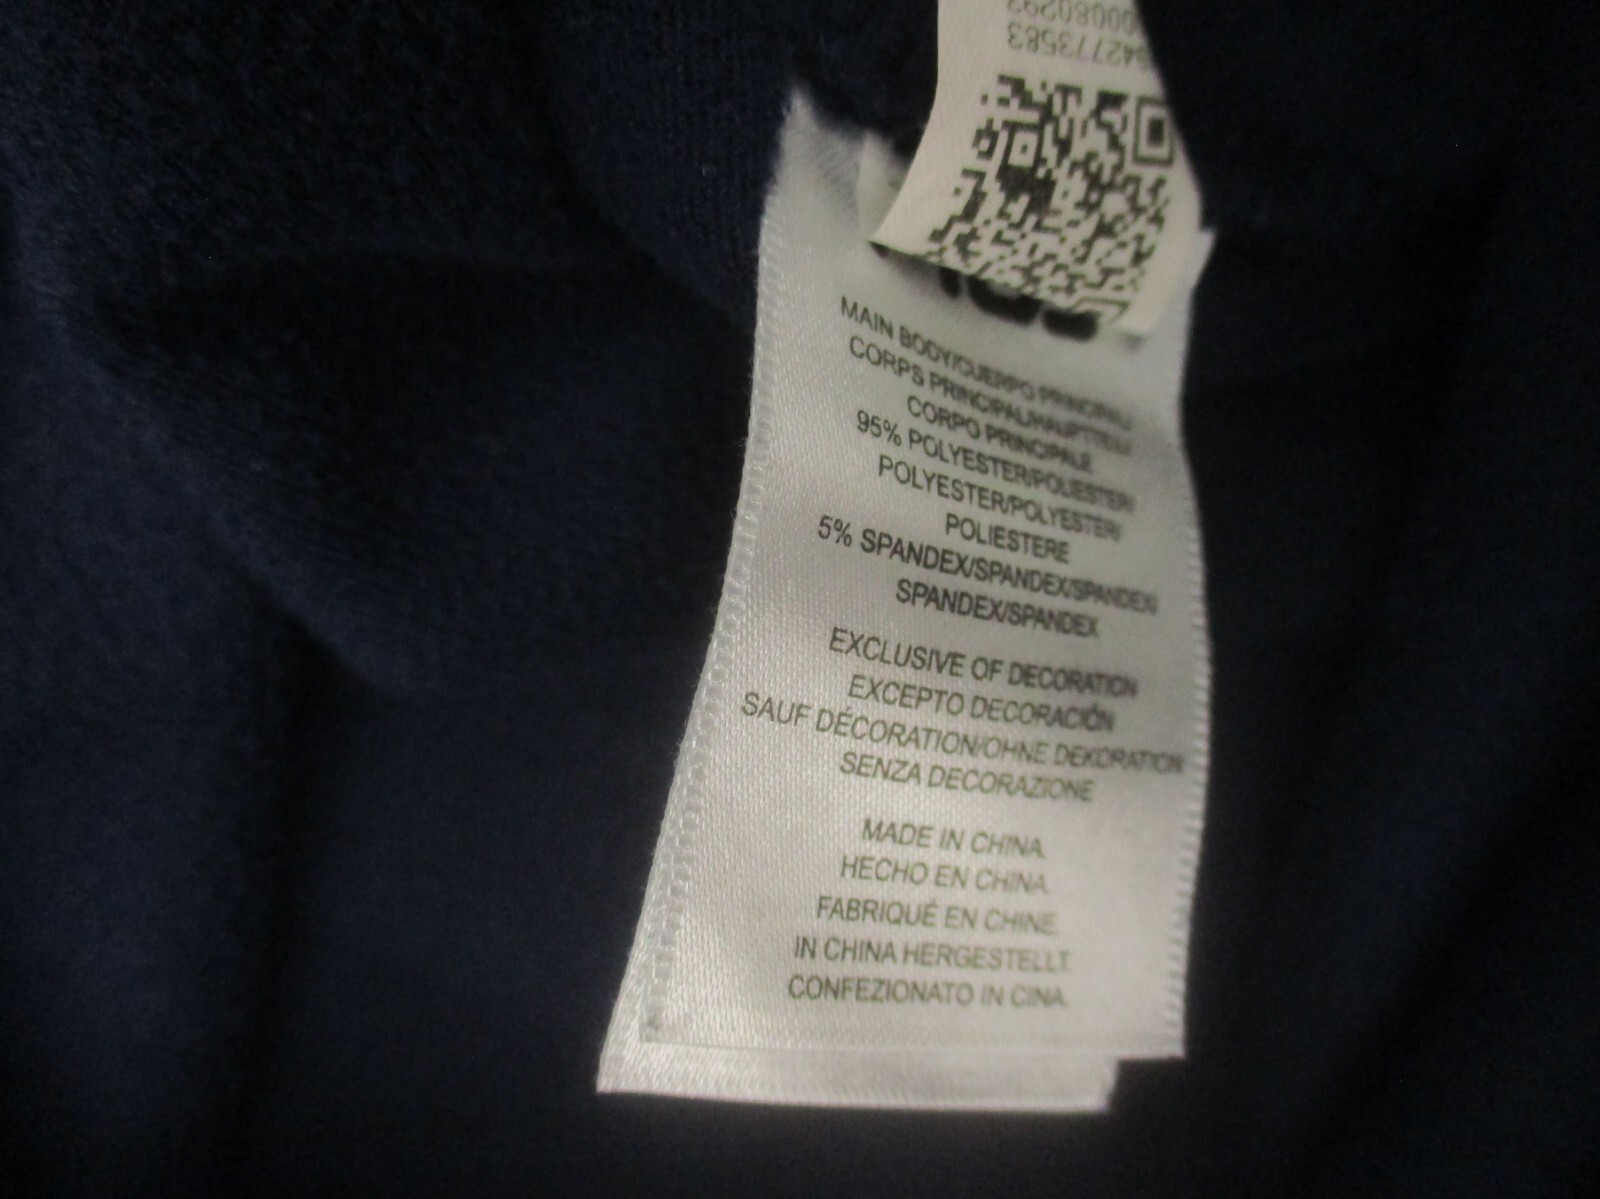 MAIN BODY/CUERPO PRINCIPAL/
CORPS PRINCIPAL/HAUPTTEIL/
CORPO PRINCIPALE
95% POLYESTER/POLIÉSTER/
POLYESTER/POLYESTER/
POLIESTERE
5% SPANDEX/SPANDEX/SPANDEX/
SPANDEX/SPANDEX
EXCLUSIVE OF DECORATION
EXCEPTO DECORACIÓN
SAUF DÉCORATION/OHNE DEKORATION
SENZA DECORAZIONE
MADE IN CHINA.
HECHO EN CHINA.
FABRIQUÉ EN CHINE.
IN CHINA HERGESTELLT.
CONFEZIONATO IN CINA.